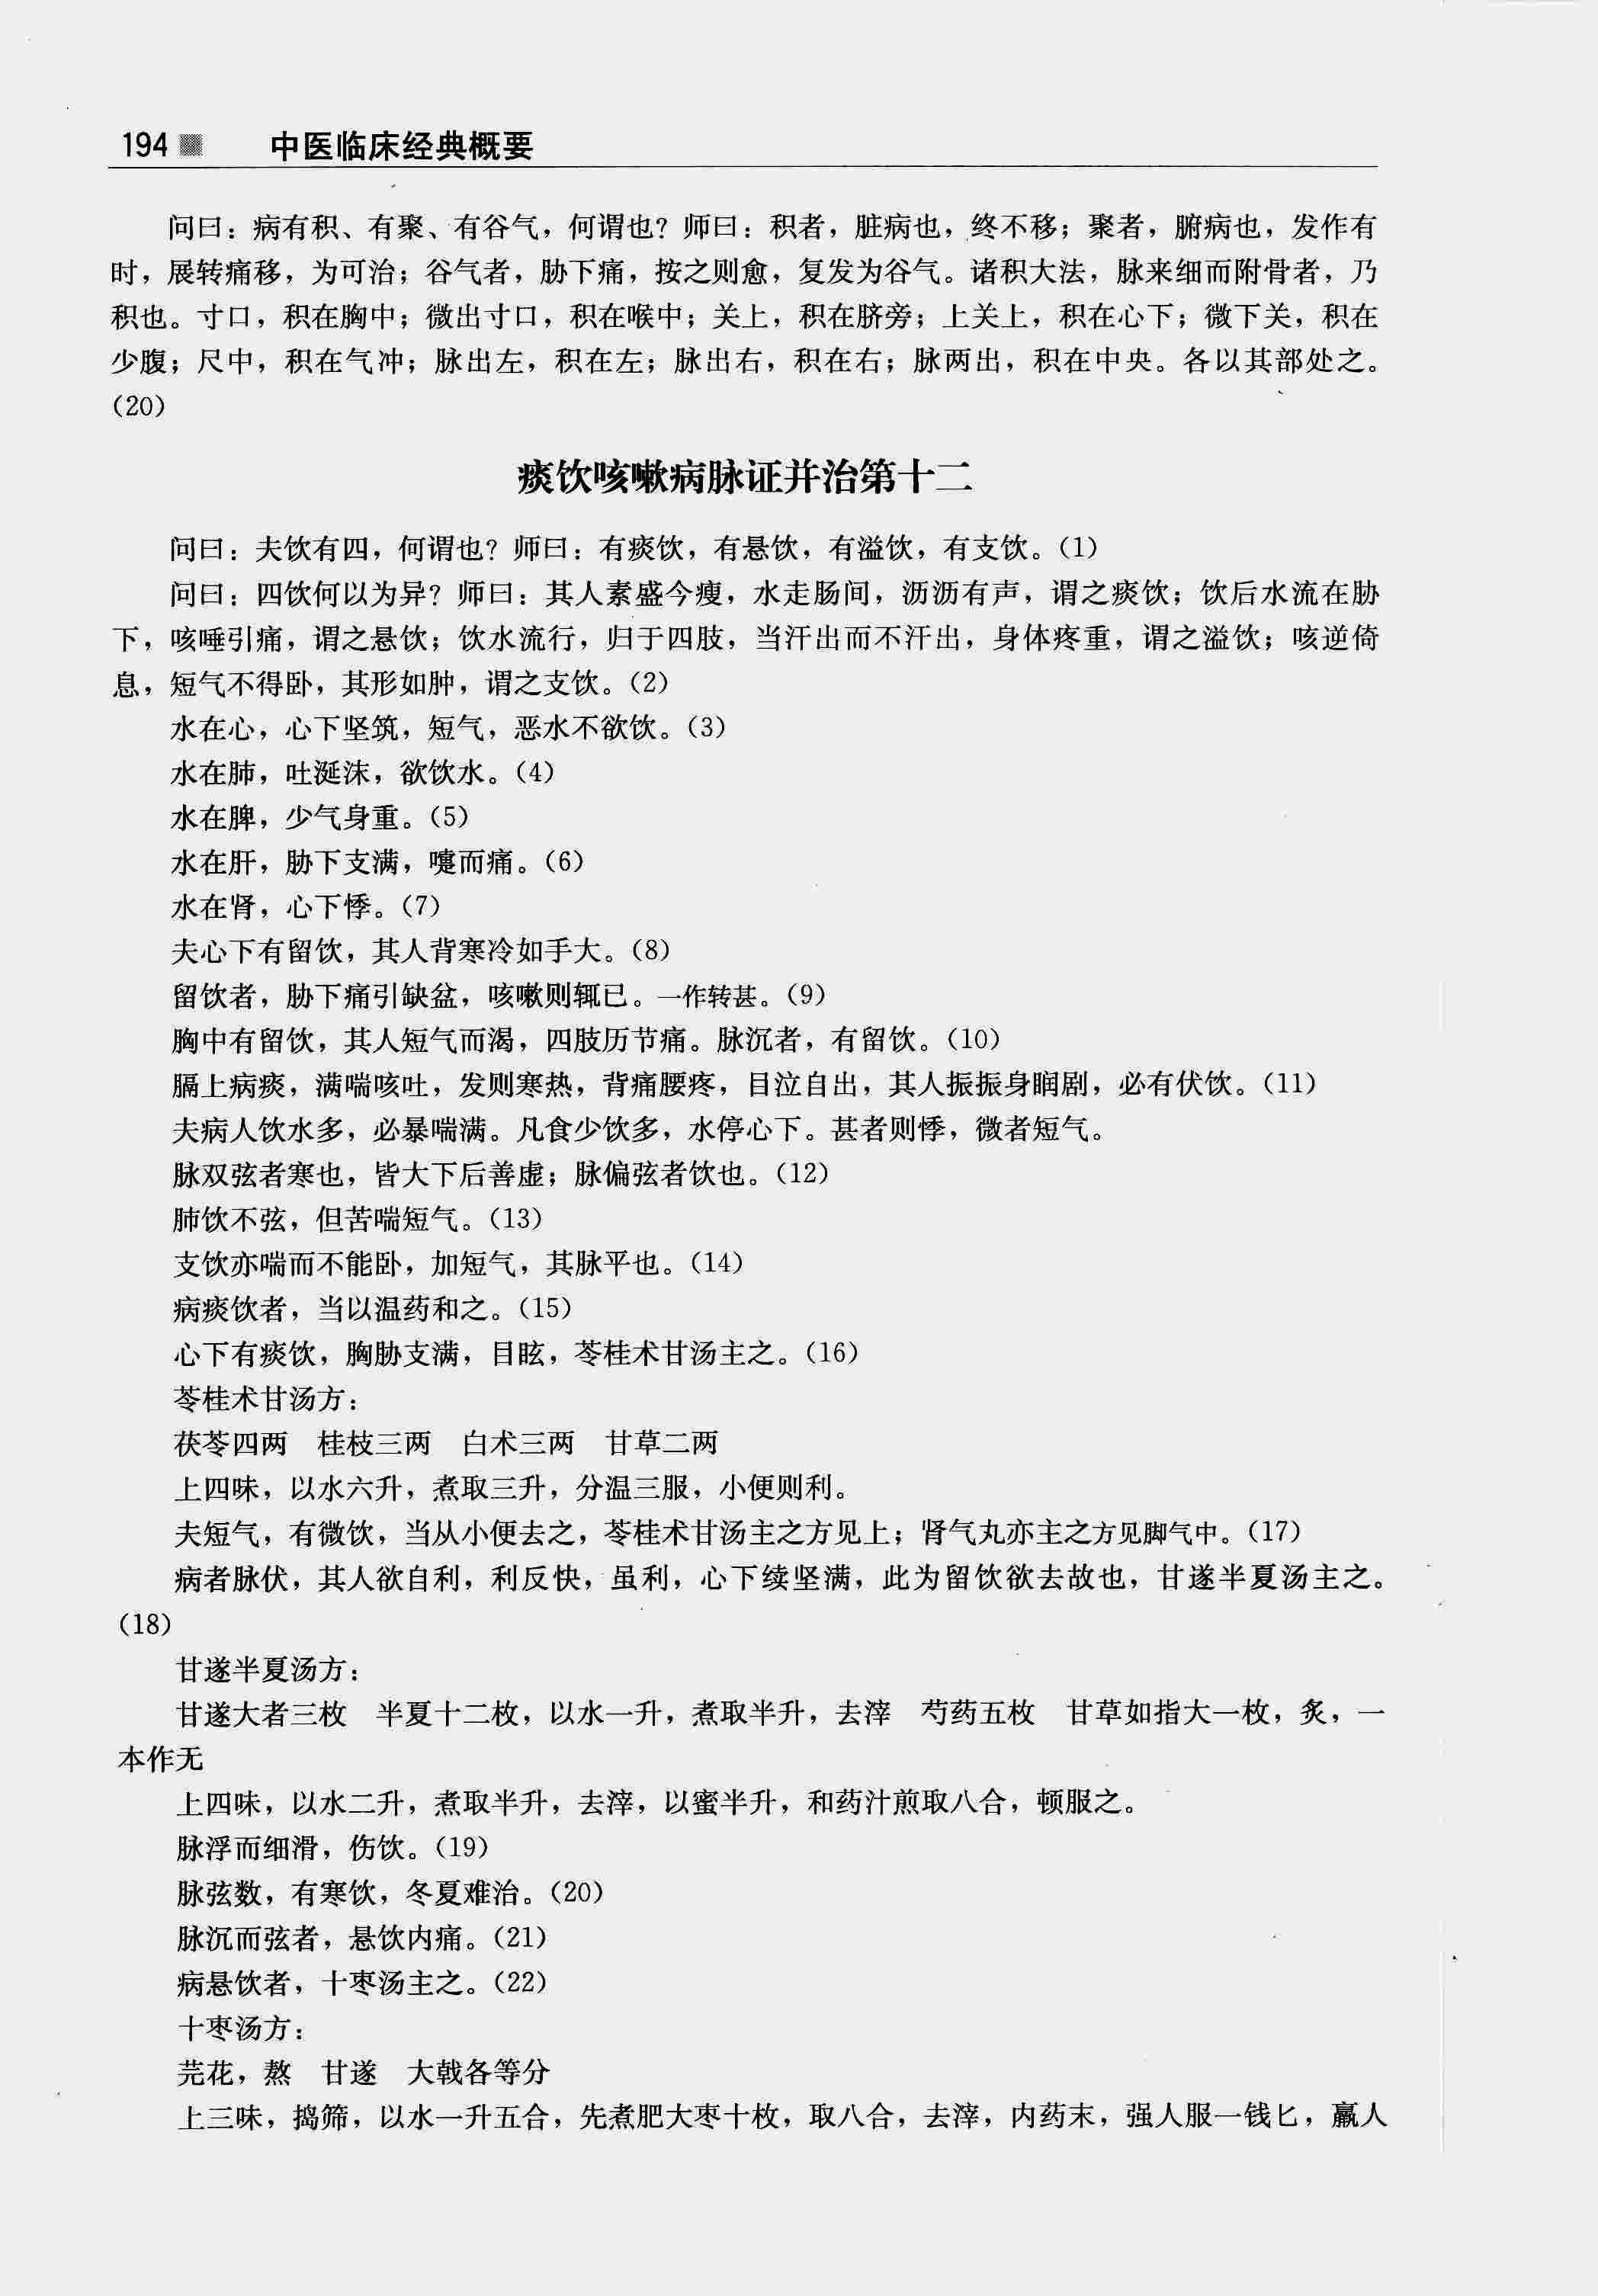 194 中医临床经典概要
问曰：病有积、有聚、有谷气，何谓也？师曰：积者，脏病也，终不移；聚者，腑病也，发作有
时，展转痛移，为可治；谷气者，胁下痛，按之则愈，复发为谷气。诸积大法，脉来细而附骨者，乃
积也。寸口，积在胸中；微出寸口，积在喉中；关上，积在脐旁；上关上，积在心下；微下关，积在
少腹；尺中，积在气冲；脉出左，积在左；脉出右，积在右；脉两出，积在中央。各以其部处之。
(20)
痰饮咳嗽病脉证并治第十二
问曰：夫饮有四，何谓也？师曰：有痰饮，有悬饮，有溢饮，有支饮。(1)
问曰：四饮何以为异？师曰：其人素盛今瘦，水走肠间，沥沥有声，谓之痰饮；饮后水流在胁
下，咳唾引痛，谓之悬饮；饮水流行，归于四肢，当汗出而不汗出，身体疼重，谓之溢饮；咳逆倚
息，短气不得卧，其形如肿，谓之支饮。(2)
水在心，心下坚筑，短气，恶水不欲饮。(3)
水在肺，吐涎沫，欲饮水。(4)
水在脾，少气身重。(5)
水在肝，胁下支满，嚏而痛。(6)
水在肾，心下悸。(7)
夫心下有留饮，其人背寒冷如手大。(8)
留饮者，胁下痛引缺盆，咳嗽则辄已。一作转甚。(9)
胸中有留饮，其人短气而渴，四肢历节痛。脉沉者，有留饮。(10)
膈上病痰，满喘咳吐，发则寒热，背痛腰疼，目泣自出，其人振振身瞤剧，必有伏饮。(11)
夫病人饮水多，必暴喘满。凡食少饮多，水停心下。甚者则悸，微者短气。
脉双弦者寒也，皆大下后善虚；脉偏弦者饮也。(12)
肺饮不弦，但苦喘短气。(13)
支饮亦喘而不能卧，加短气，其脉平也。(14)
病痰饮者，当以温药和之。(15)
心下有痰饮，胸胁支满，目眩，苓桂术甘汤主之。(16)
苓桂术甘汤方：
茯苓四两　桂枝三两　白术三两　甘草二两
上四味，以水六升，煮取三升，分温三服，小便则利。
夫短气，有微饮，当从小便去之，苓桂术甘汤主之方见上；肾气丸亦主之方见脚气中。(17)
病者脉伏，其人欲自利，利反快，虽利，心下续坚满，此为留饮欲去故也，甘遂半夏汤主之。
(18)
甘遂半夏汤方：
甘遂大者三枚　半夏十二枚，以水一升，煮取半升，去滓　芍药五枚　甘草如指大一枚，炙，一
本作无
上四味，以水二升，煮取半升，去滓，以蜜半升，和药汁煎取八合，顿服之。
脉浮而细滑，伤饮。(19)
脉弦数，有寒饮，冬夏难治。(20)
脉沉而弦者，悬饮内痛。(21)
病悬饮者，十枣汤主之。(22)
十枣汤方：
芫花，熬　甘遂　大戟各等分
上三味，捣筛，以水一升五合，先煮肥大枣十枚，取八合，去滓，内药末，强人服一钱匕，羸人